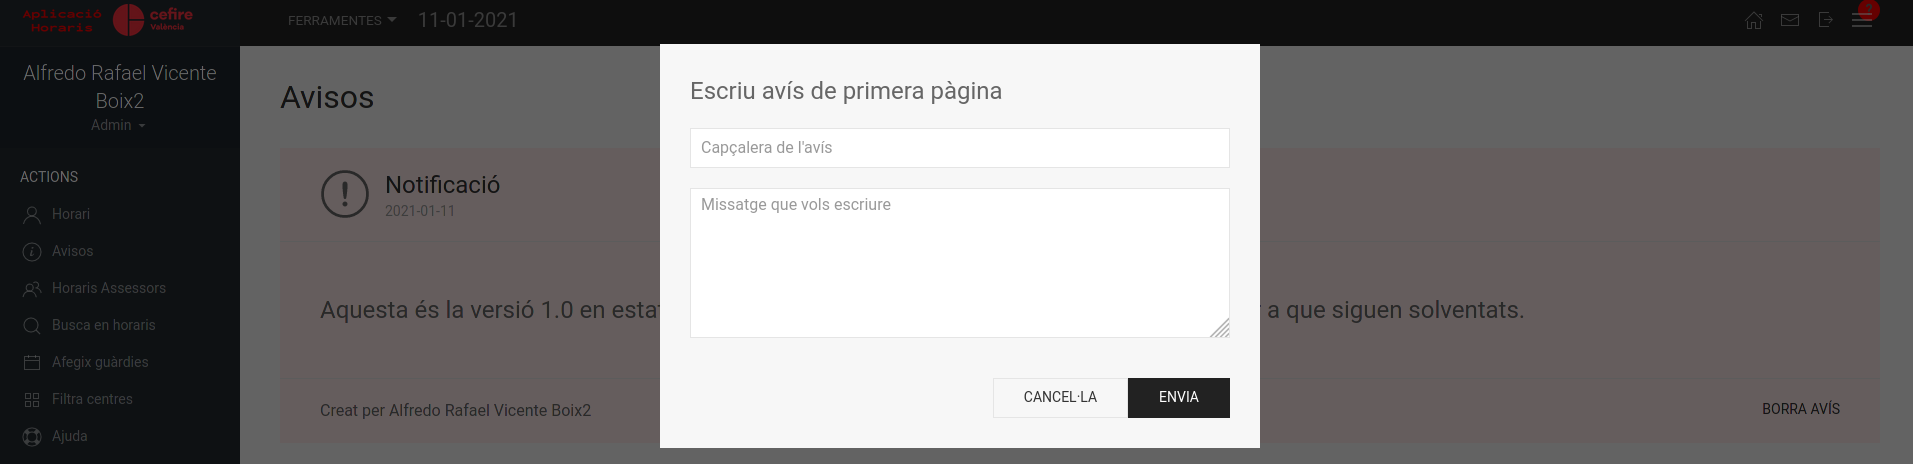 Aplicació
Horaris
cefire
València
FERRAMENTES
11-01-2021
Alfredo Rafael Vicente
Boix2
Admin
ACTIONS
Horari
Avisos
Horaris Assessors
Busca en horaris
Afegix guàrdies
Filtra centres
Ajuda
Avisos
Notificació
2021-01-11
Aquesta és la versió 1.0 en esta
a que siguen solventats.
Creat per Alfredo Rafael Vicente Boix2
BORRA AVÍS
Escriu avís de primera pàgina
Capçalera de l'avís
Missatge que vols escriure
CANCEL·LA
ENVIA